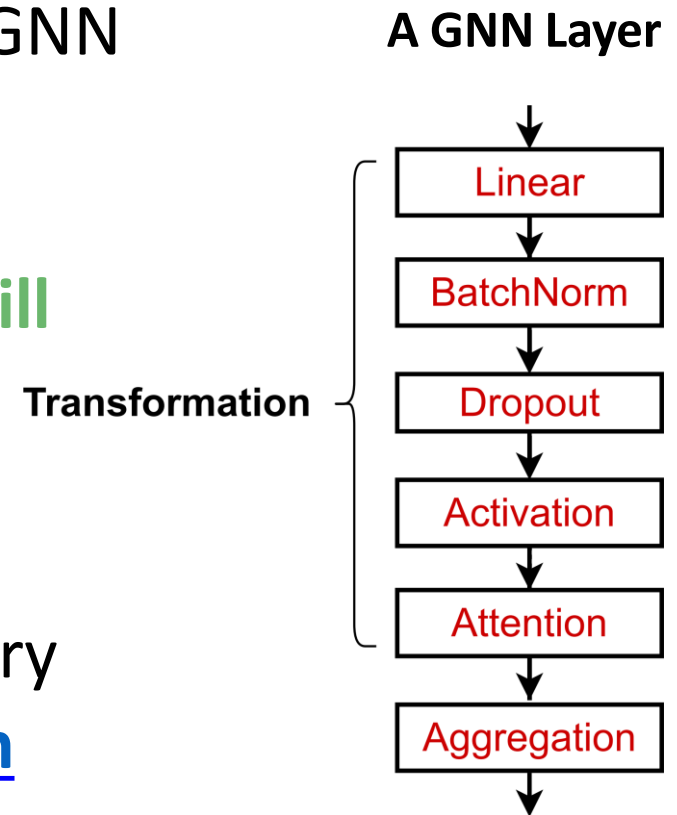 GNN
ill
ry
n
A GNN Layer
Transformation
Linear
BatchNorm
Dropout
Activation
Attention
Aggregation